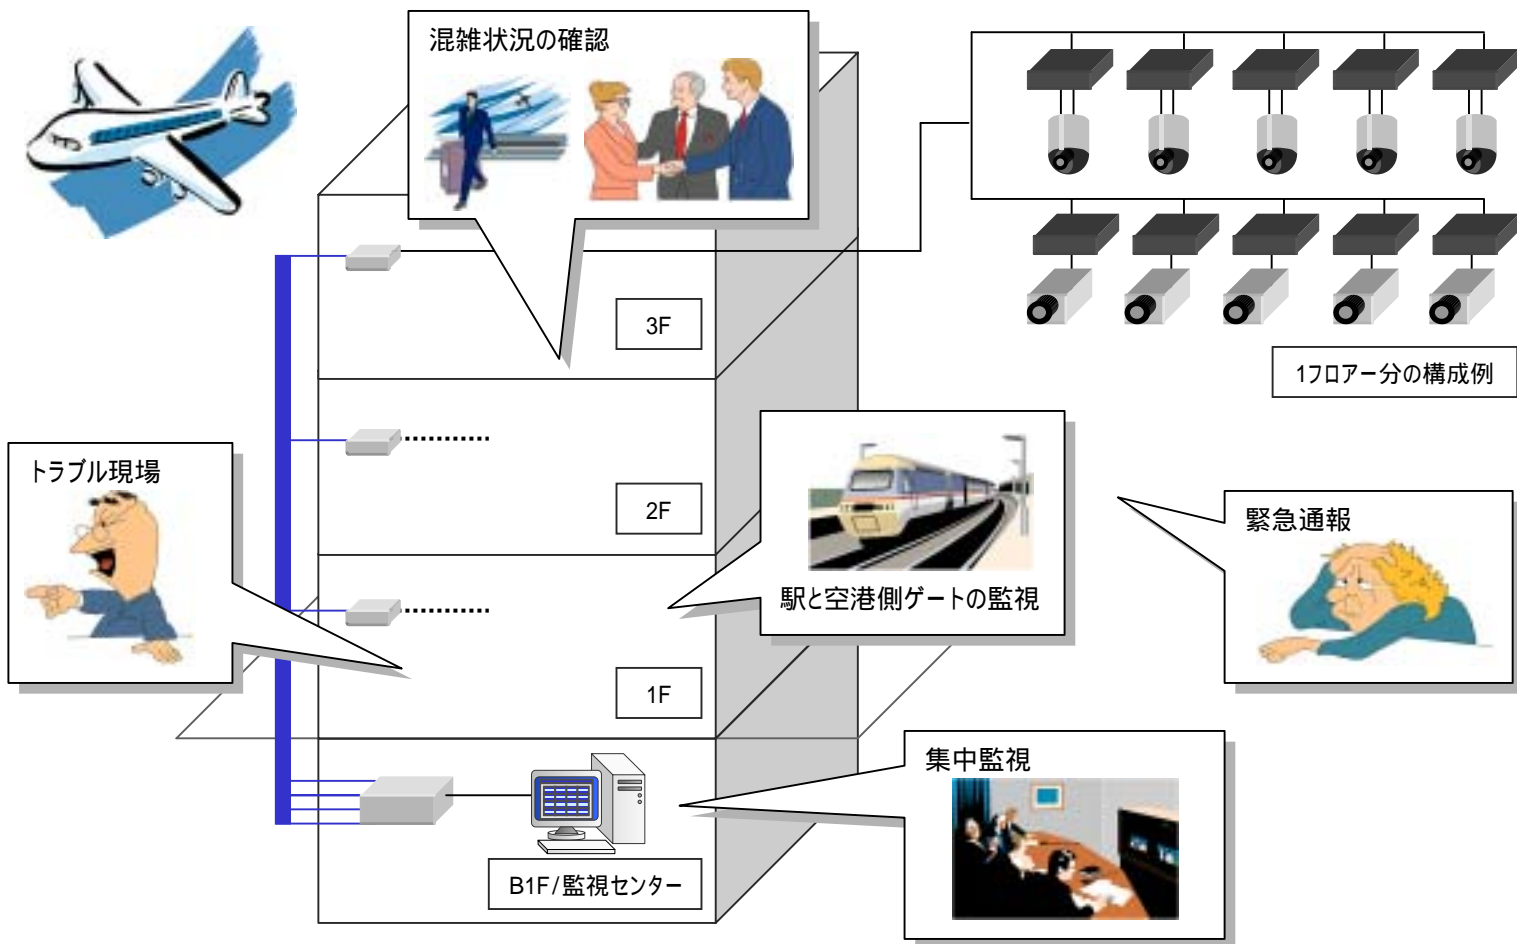 混雑状況の確認
3F
1フロアー分の構成例
トラブル現場
2F
駅と空港側ゲートの監視
緊急通報
1F
集中監視
B1F/監視センター